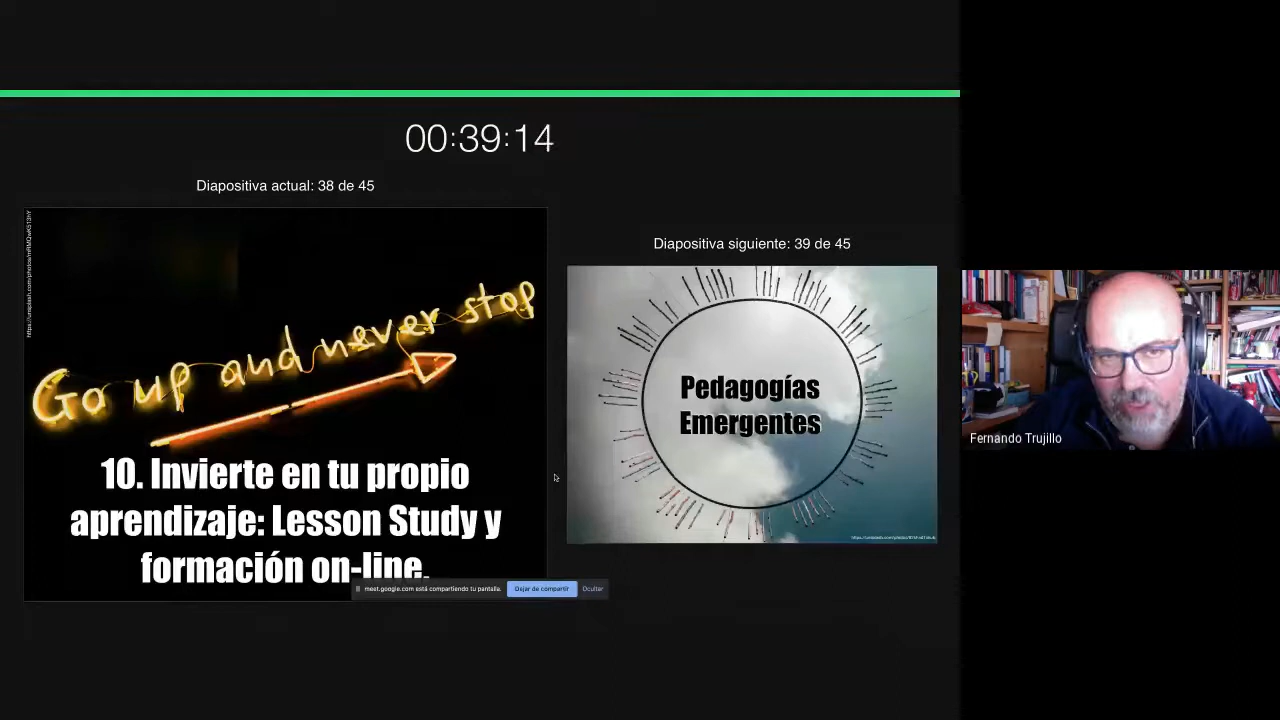 00:39:14
Diapositiva actual: 38 de 45
Diapositiva siguiente: 39 de 45
Go up and never stop
10. Invierte en tu propio
aprendizaje: Lesson Study y
formación on-line.
Pedagogías
Emergentes
meet.google.com está compartiendo tu pantalla.
Dejar de compartir
Ocultar
Fernando Trujillo